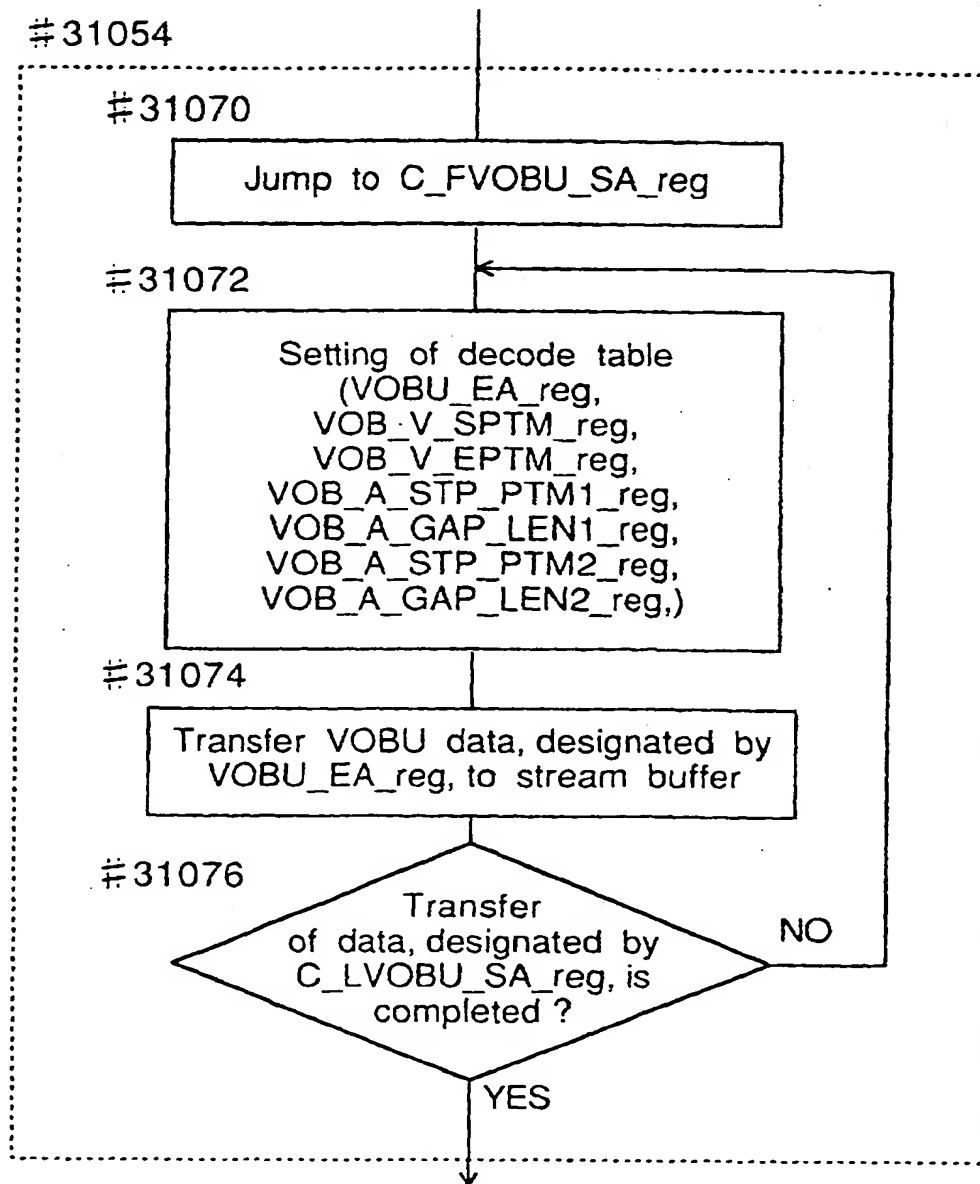 #31054
#31070
Jump to C_FVOBU_SA_reg
#31072
Setting of decode table
(VOBU_EA_reg,
VOB_V_SPTM_reg,
VOB_V_EPTM_reg,
VOB_A_STP_PTM1_reg,
VOB_A_GAP_LEN1_reg,
VOB_A_STP_PTM2_reg,
VOB_A_GAP_LEN2_reg,)
#31074
Transfer VOBU data, designated by
VOBU_EA_reg, to stream buffer
#31076
Transfer
of data, designated by
C_LVOBU_SA_reg, is
completed ?
NO
YES